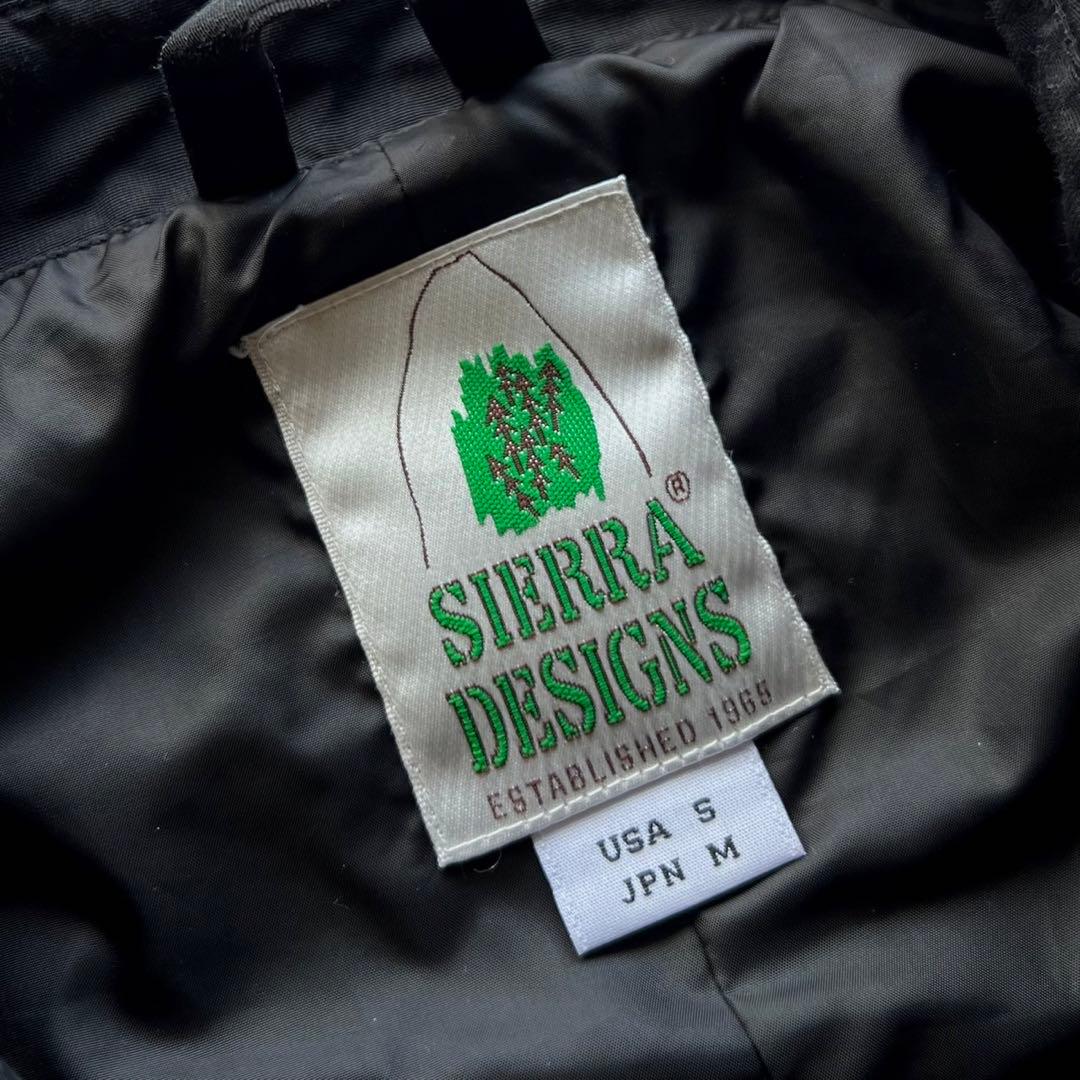 SIERRA®
DESIGNS
ESTABLISHED 1965
USA S
JPN M